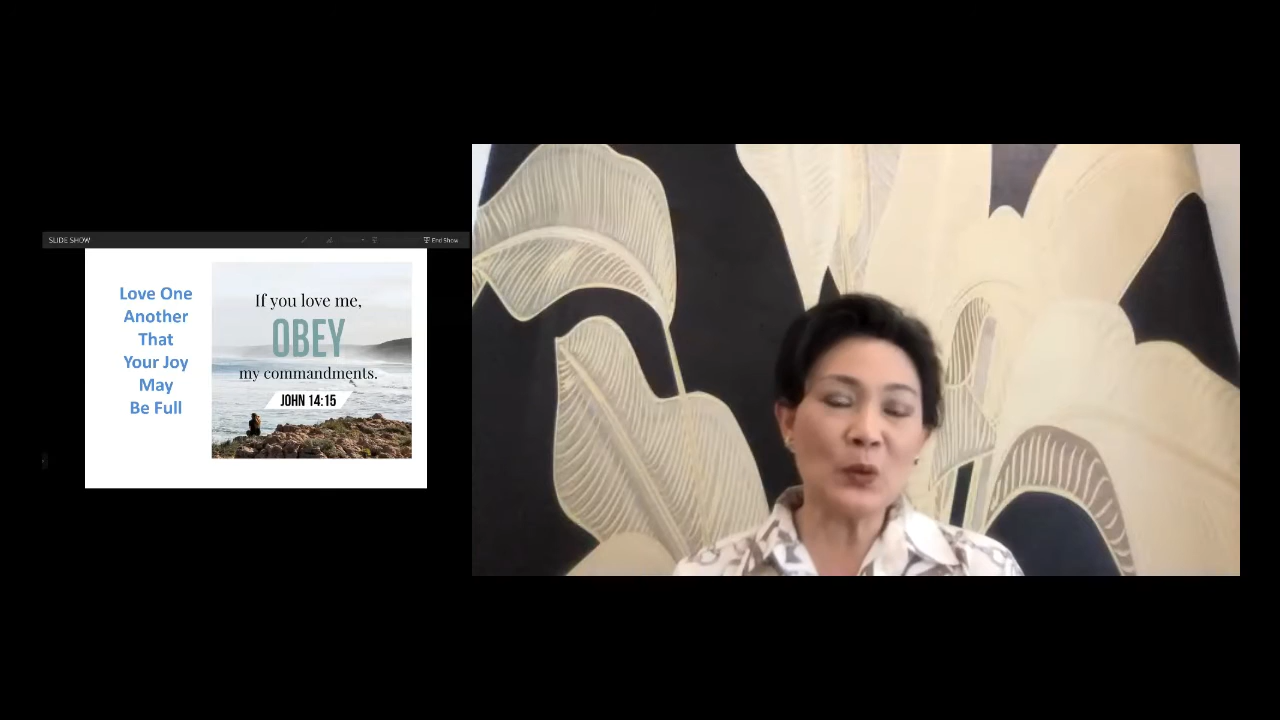 SLIDE SHOW
End Show
Love One
Another
That
Your Joy
May
Be Full
If you love me,
OBEY
my commandments.
JOHN 14:15